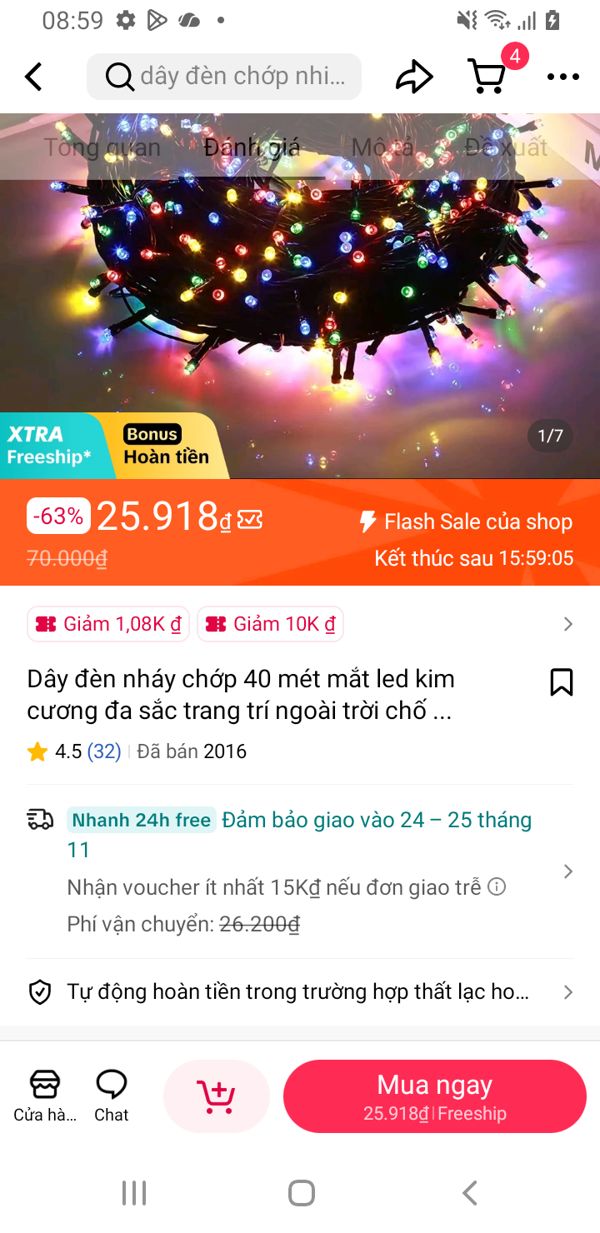 08:59
dây đèn chớp nhi...
4
Tổng quan Đánh giá Mô tả Đề xuất
XTRA
Freeship*
Bonus
Hoàn tiền
1/7
-63% 25.918đ
Flash Sale của shop
70.000đ
Kết thúc sau 15:59:05
Giảm 1,08K đ Giảm 10K đ
Dây đèn nháy chớp 40 mét mắt led kim
cương đa sắc trang trí ngoài trời chố ...
4.5 (32) Đã bán 2016
Nhanh 24h free Đảm bảo giao vào 24 – 25 tháng
11
Nhận voucher ít nhất 15K₫ nếu đơn giao trễ
Phí vận chuyển: 26.200₫
Tự động hoàn tiền trong trường hợp thất lạc ho...
Cửa hà... Chat
Mua ngay
25.918₫ | Freeship